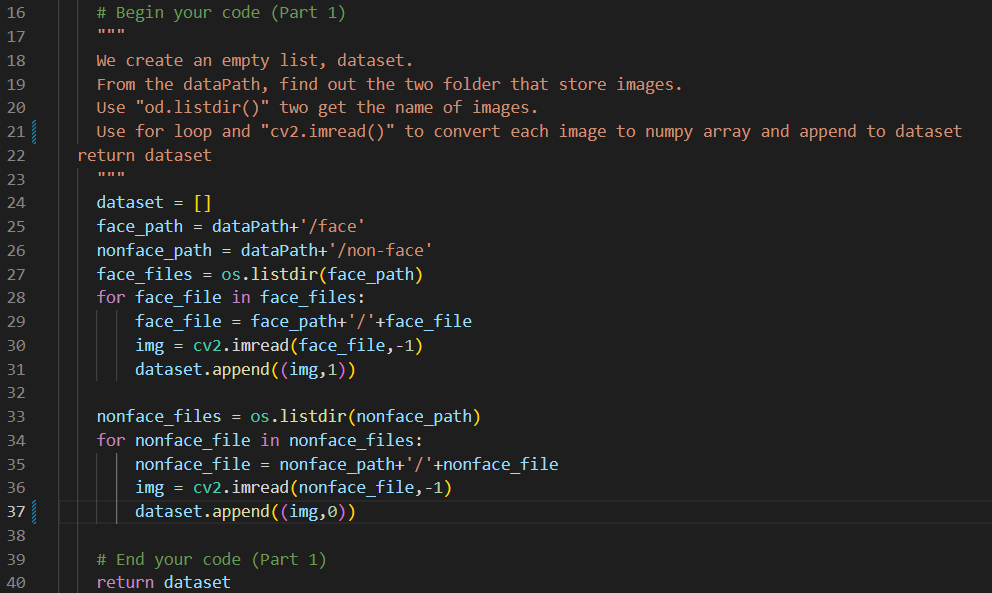 16 # Begin your code (Part 1)
17 """
18 We create an empty list, dataset.
19 From the dataPath, find out the two folder that store images.
20 Use "od.listdir()" two get the name of images.
21 Use for loop and "cv2.imread()" to convert each image to numpy array and append to dataset
22 return dataset
23 """
24 dataset = []
25 face_path = dataPath+'/face'
26 nonface_path = dataPath+'/non-face'
27 face_files = os.listdir(face_path)
28 for face_file in face_files:
29 face_file = face_path+'/'+face_file
30 img = cv2.imread(face_file,-1)
31 dataset.append((img,1))
32
33 nonface_files = os.listdir(nonface_path)
34 for nonface_file in nonface_files:
35 nonface_file = nonface_path+'/'+nonface_file
36 img = cv2.imread(nonface_file,-1)
37 dataset.append((img,0))
38
39 # End your code (Part 1)
40 return dataset